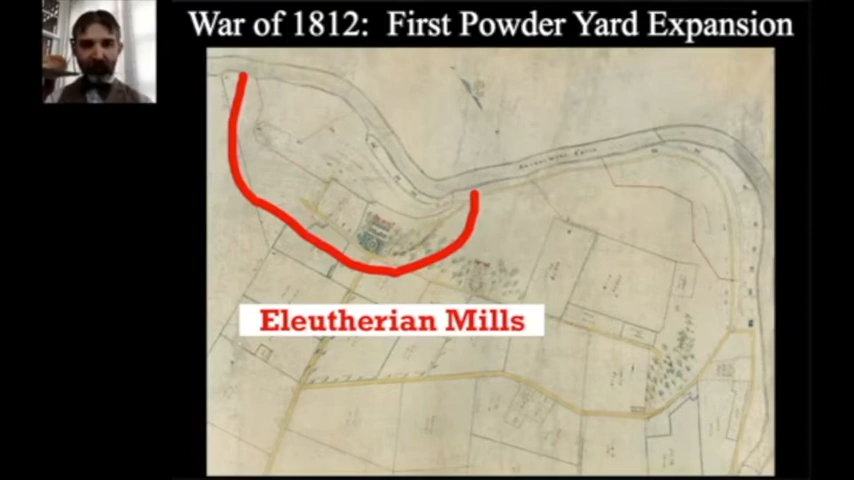 War of 1812:  First Powder Yard Expansion
Eleutherian Mills